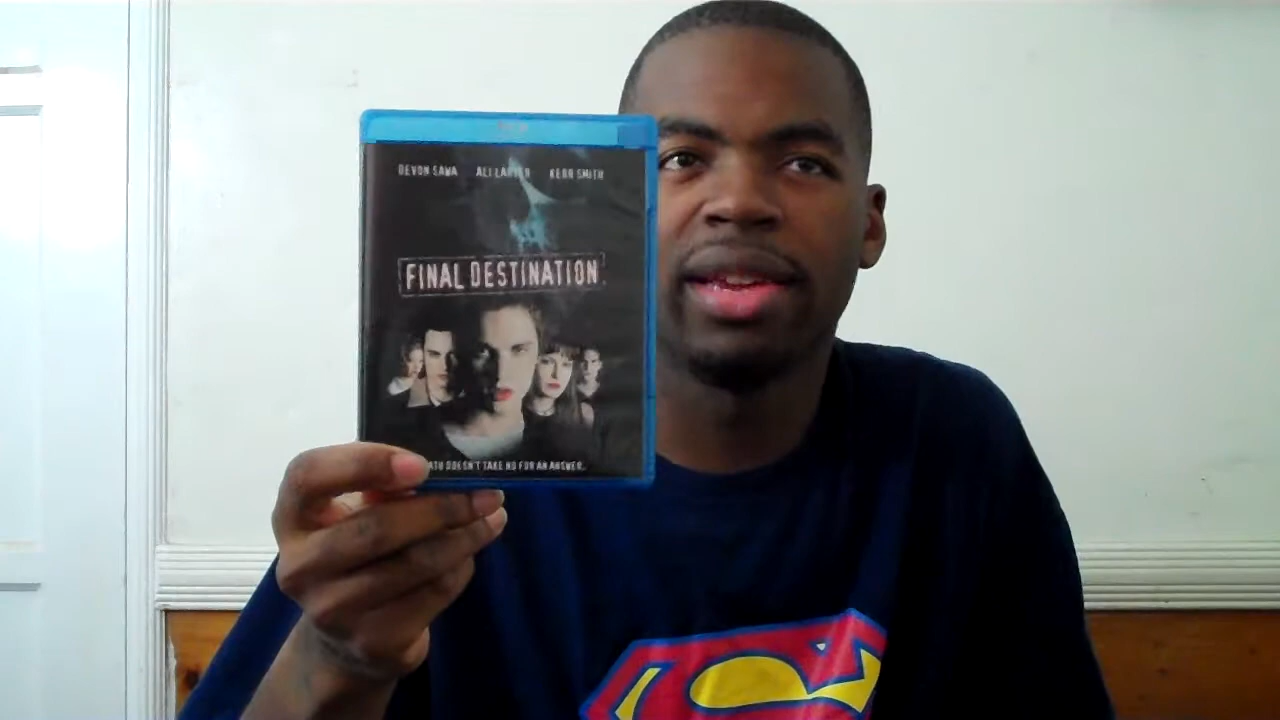 DEVON SAWA ALI LARTER KERR SMITH
FINAL DESTINATION
DOESN'T TAKE NO FOR AN ANSWER.